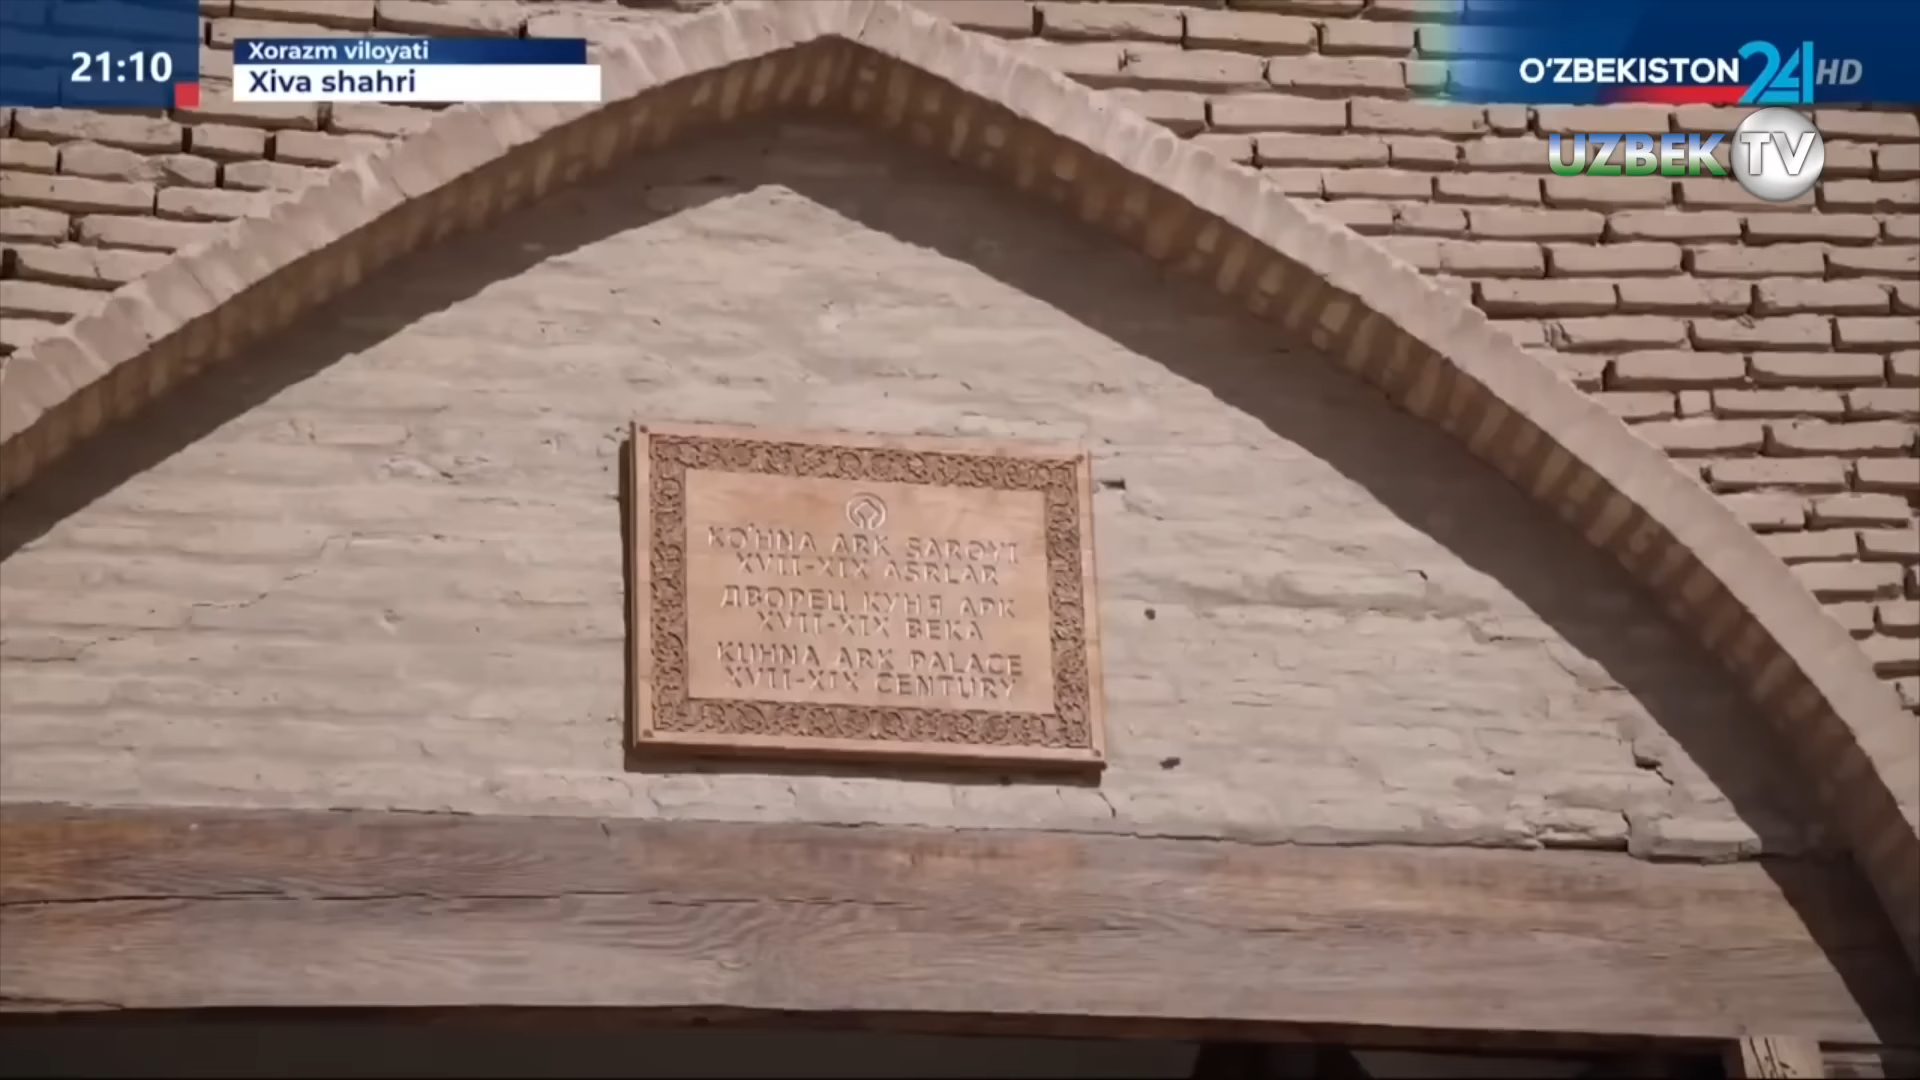 21:10
Xorazm viloyati
Xiva shahri
O‘ZBEKISTON 24 HD
UZBEK TV
KO'HNA ARK SAROYI
XVII-XIX ASRLAR
ДВОРЕЦ КУНЯ АРК
XVII-XIX ВЕКА
KUHNA ARK PALACE
XVII-XIX CENTURY